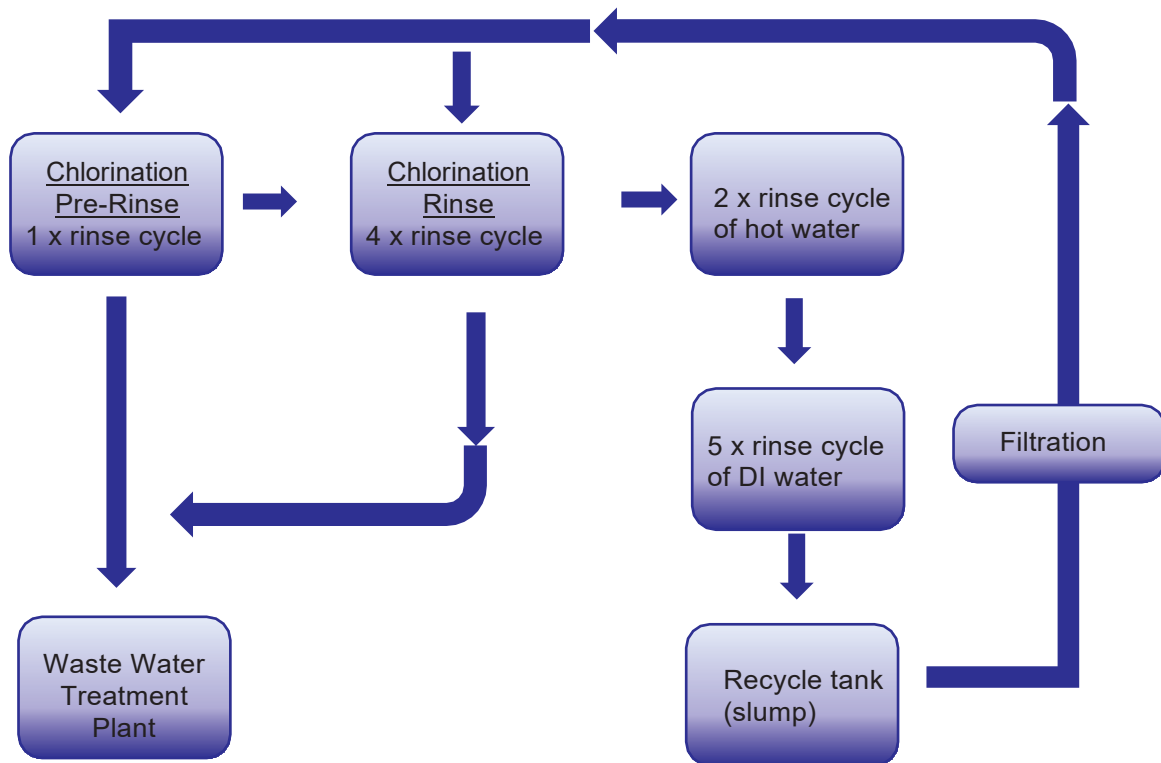 Chlorination
Pre-Rinse
1 x rinse cycle
Chlorination
Rinse
4 x rinse cycle
2 x rinse cycle
of hot water
5 x rinse cycle
of DI water
Filtration
Waste Water
Treatment
Plant
Recycle tank
(slump)